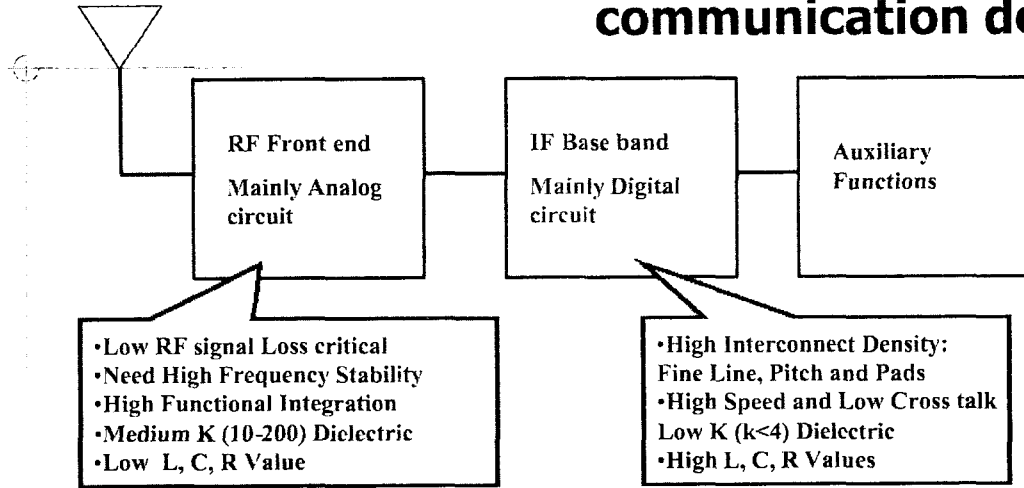 communication de
RF Front end
Mainly Analog
circuit
IF Base band
Mainly Digital
circuit
Auxiliary
Functions
•Low RF signal Loss critical
•Need High Frequency Stability
•High Functional Integration
•Medium K (10-200) Dielectric
•Low L, C, R Value
•High Interconnect Density:
Fine Line, Pitch and Pads
•High Speed and Low Cross talk
Low K (k<4) Dielectric
•High L, C, R Values